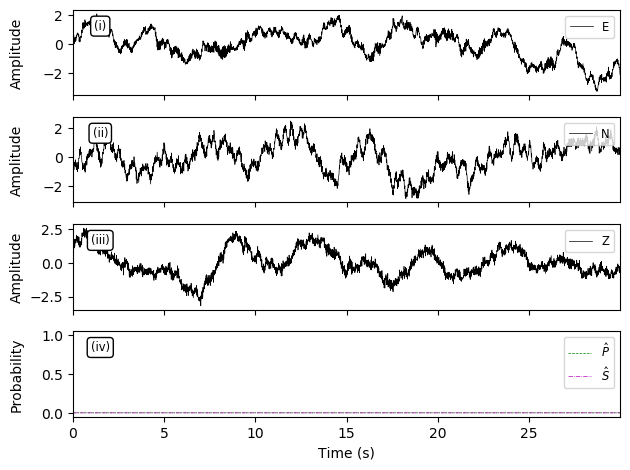 2
0
−2
Amplitude
(i)
E
2
0
−2
Amplitude
(ii)
N
2.5
0.0
−2.5
Amplitude
(iii)
Z
1.0
0.5
0.0
Probability
(iv)
P̂
Ŝ
0 5 10 15 20 25
Time (s)